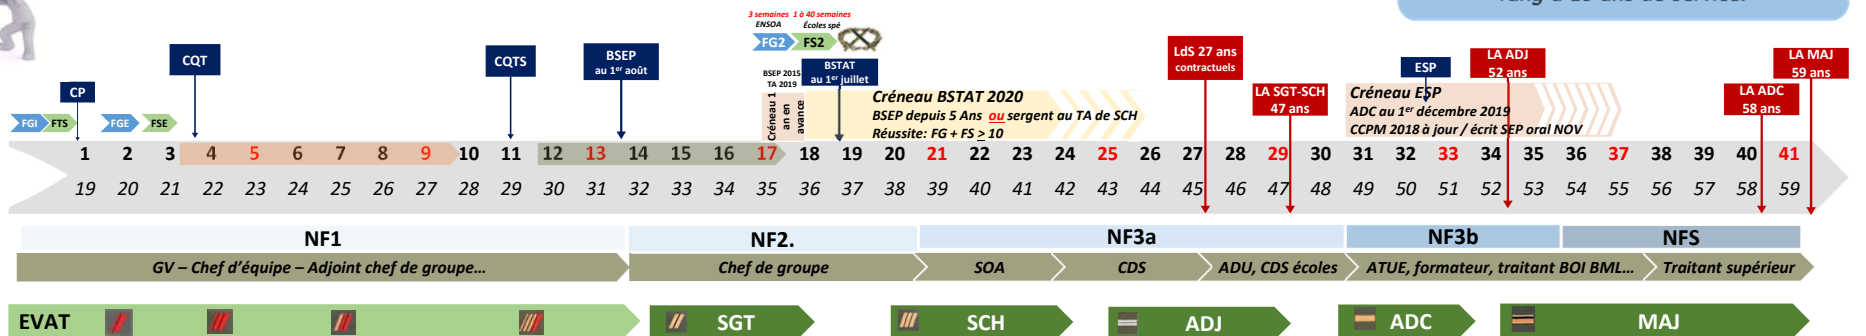 rang à 15 ans de service.
3 semaines 1 à 40 semaines
ENSOA Écoles spé
FG2 FS2
CQT
CQTS
BSEP
au 1er août
BSEP 2015
TA 2019
BSTAT
au 1er juillet
LdS 27 ans
contractuels
ESP
LA ADJ
52 ans
LA MAJ
59 ans
CP
LA SGT-SCH
47 ans
LA ADC
58 ans
FGI FTS FGE FSE
Créneau 1
an en
avance
Créneau BSTAT 2020
BSEP depuis 5 Ans ou sergent au TA de SCH
Réussite: FG + FS ≥ 10
Créneau ESP
ADC au 1er décembre 2019
CCPM 2018 à jour / écrit SEP oral NOV
1 2 3 4 5 6 7 8 9 10 11 12 13 14 15 16 17 18 19 20 21 22 23 24 25 26 27 28 29 30 31 32 33 34 35 36 37 38 39 40 41
19 20 21 22 23 24 25 26 27 28 29 30 31 32 33 34 35 36 37 38 39 40 41 42 43 44 45 46 47 48 49 50 51 52 53 54 55 56 57 58 59
NF1 NF2. NF3a NF3b NFS
GV – Chef d'équipe – Adjoint chef de groupe… Chef de groupe SOA CDS ADU, CDS écoles ATUE, formateur, traitant BOI BML… Traitant supérieur
EVAT SGT SCH ADJ ADC MAJ